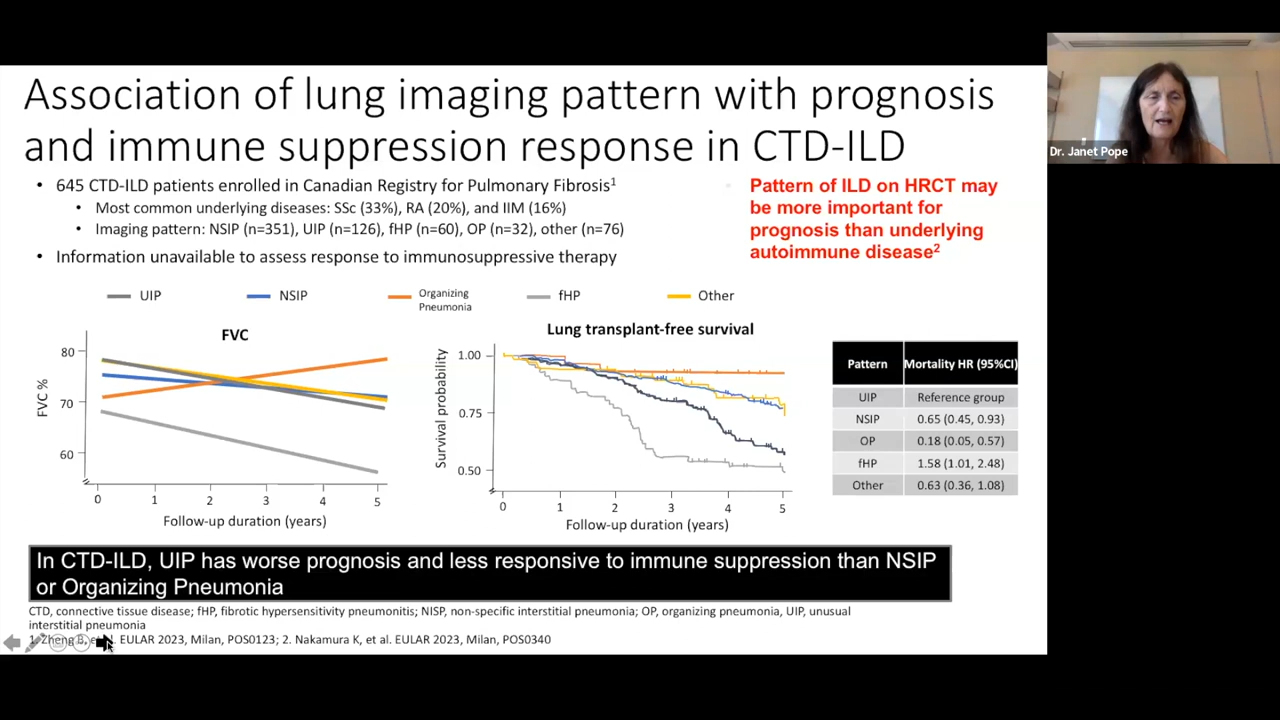 Association of lung imaging pattern with prognosis
and immune suppression response in CTD-ILD
Dr. Janet Pope
• 645 CTD-ILD patients enrolled in Canadian Registry for Pulmonary Fibrosis¹
• Most common underlying diseases: SSc (33%), RA (20%), and IIM (16%)
• Imaging pattern: NSIP (n=351), UIP (n=126), fHP (n=60), OP (n=32), other (n=76)
• Information unavailable to assess response to immunosuppressive therapy
Pattern of ILD on HRCT may
be more important for
prognosis than underlying
autoimmune disease²
UIP
NSIP
Organizing
Pneumonia
fHP
Other
FVC
80
70
60
FVC %
0 1 2 3 4 5
Follow-up duration (years)
Lung transplant-free survival
1.00
0.75
0.50
Survival probability
0 1 2 3 4 5
Follow-up duration (years)
Pattern Mortality HR (95%CI)
UIP Reference group
NSIP 0.65 (0.45, 0.93)
OP 0.18 (0.05, 0.57)
fHP 1.58 (1.01, 2.48)
Other 0.63 (0.36, 1.08)
In CTD-ILD, UIP has worse prognosis and less responsive to immune suppression than NSIP
or Organizing Pneumonia
CTD, connective tissue disease; fHP, fibrotic hypersensitivity pneumonitis; NISP, non-specific interstitial pneumonia; OP, organizing pneumonia, UIP, unusual
interstitial pneumonia
1. Zheng B, EULAR 2023, Milan, POS0123; 2. Nakamura K, et al. EULAR 2023, Milan, POS0340